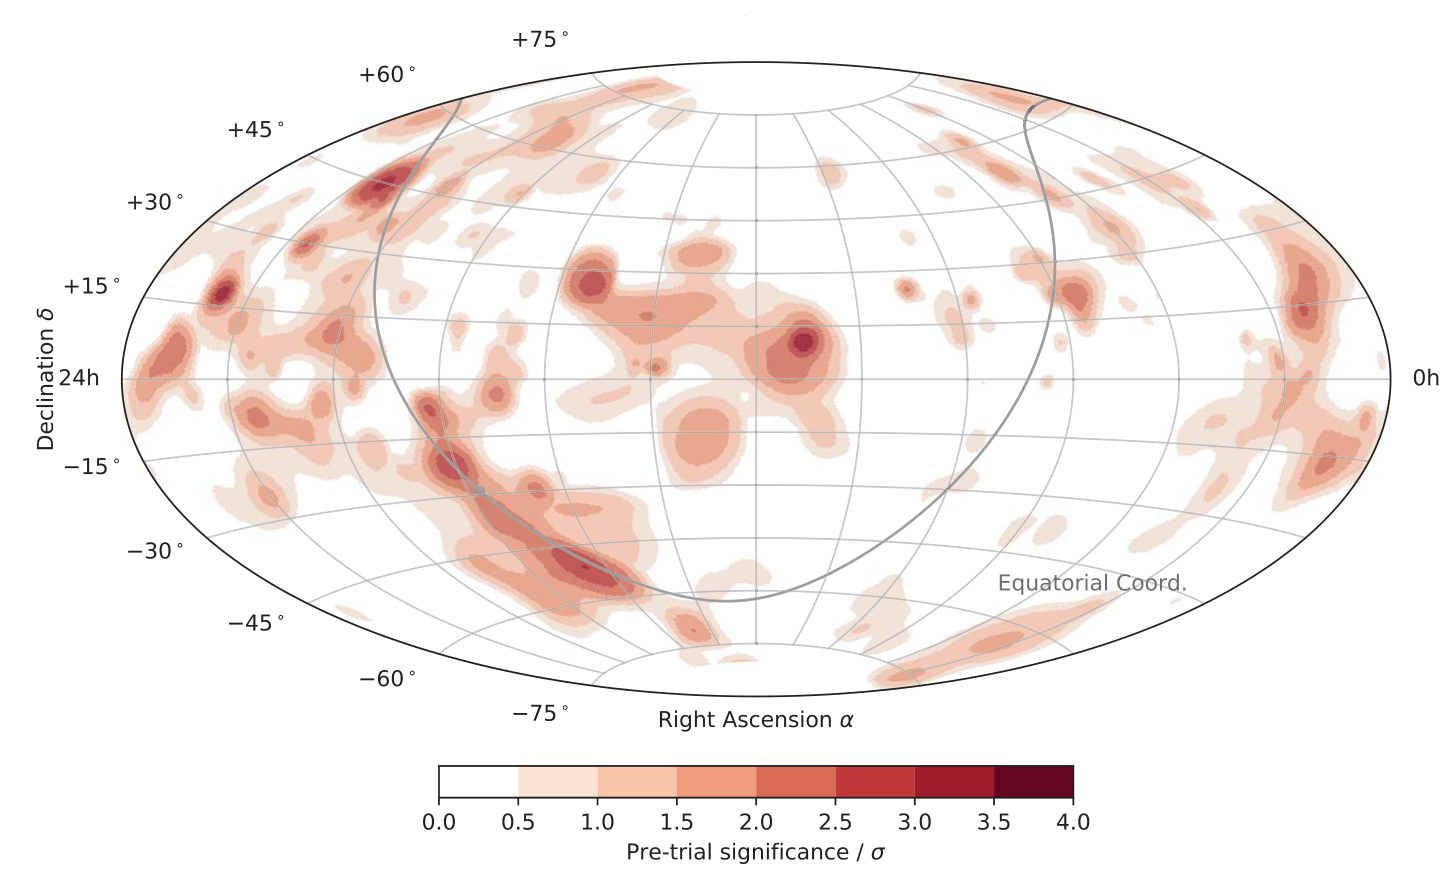 +75°
+60°
+45°
+30°
+15°
Declination δ
24h
0h
−15°
−30°
Equatorial Coord.
−45°
−60°
−75°
Right Ascension α
0.0 0.5 1.0 1.5 2.0 2.5 3.0 3.5 4.0
Pre-trial significance / σ